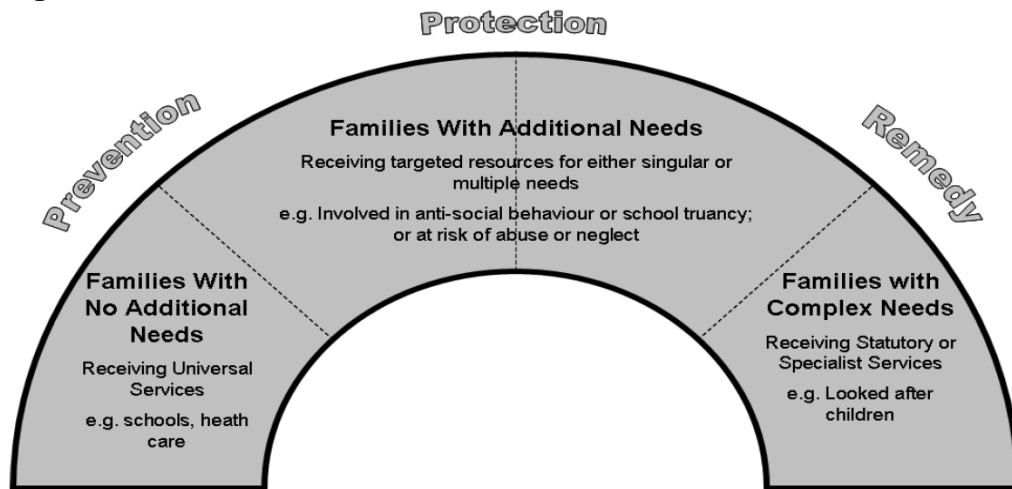 Protection
Prevention
Remedy
Families With Additional Needs
Receiving targeted resources for either singular or
multiple needs
e.g. Involved in anti-social behaviour or school truancy;
or at risk of abuse or neglect
Families With
No Additional
Needs
Receiving Universal
Services
e.g. schools, heath
care
Families with
Complex Needs
Receiving Statutory or
Specialist Services
e.g. Looked after
children